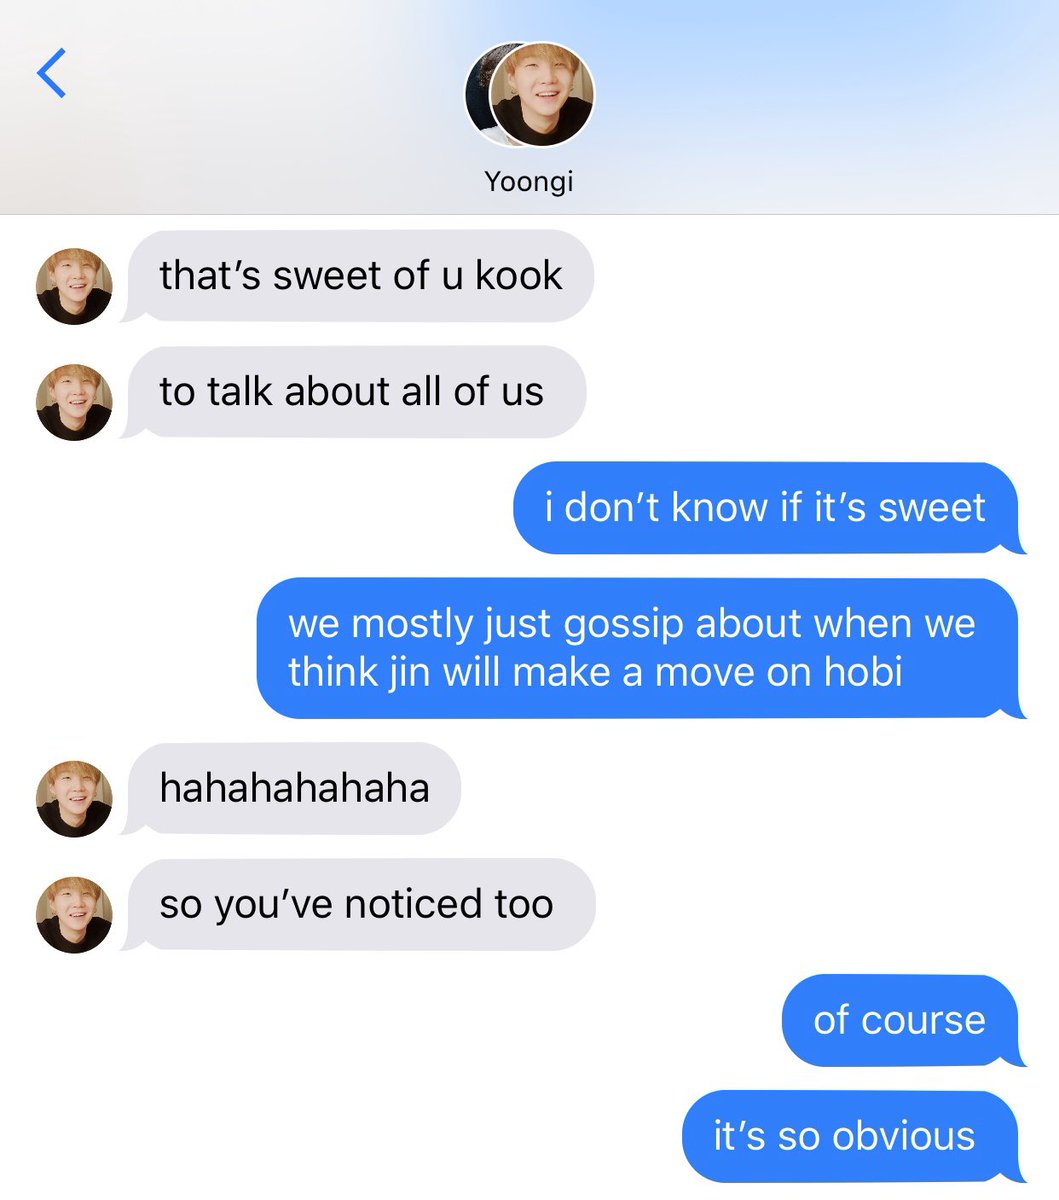 Yoongi
that’s sweet of u kook
to talk about all of us
i don’t know if it’s sweet
we mostly just gossip about when we
think jin will make a move on hobi
hahahahahaha
so you’ve noticed too
of course
it’s so obvious